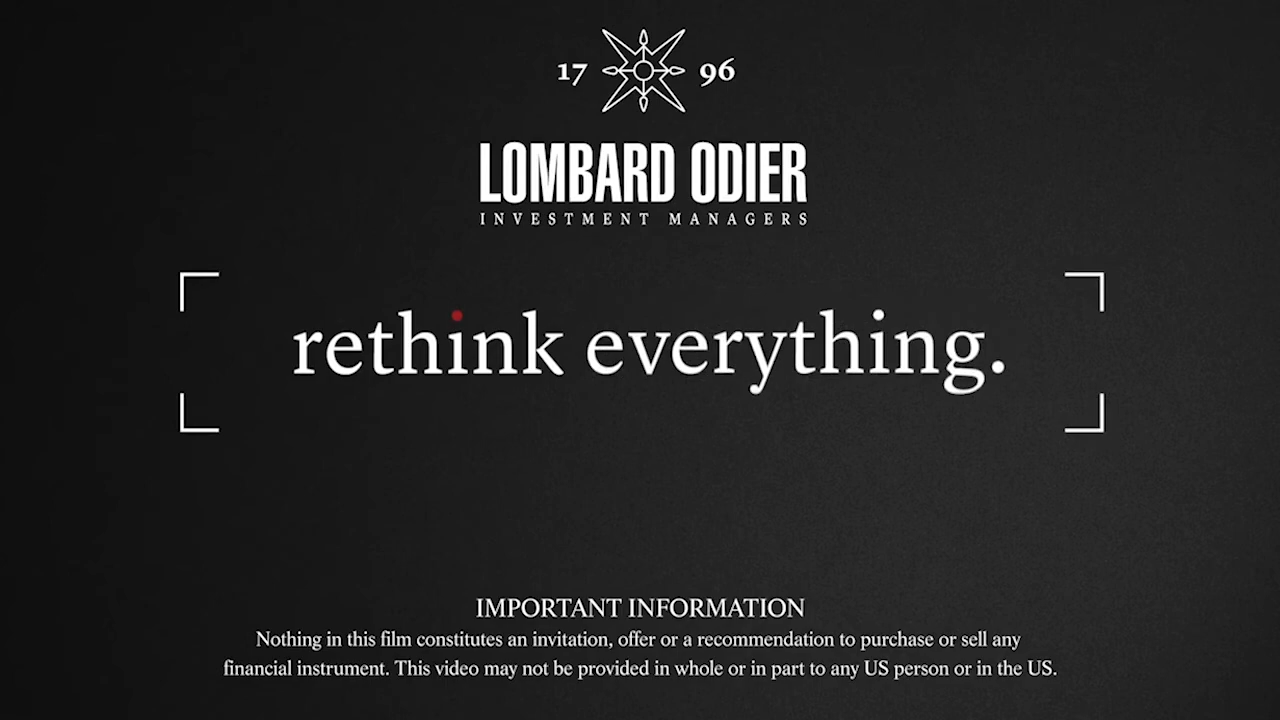 17 96
LOMBARD ODIER
INVESTMENT MANAGERS
rethink everything.
IMPORTANT INFORMATION
Nothing in this film constitutes an invitation, offer or a recommendation to purchase or sell any
financial instrument. This video may not be provided in whole or in part to any US person or in the US.